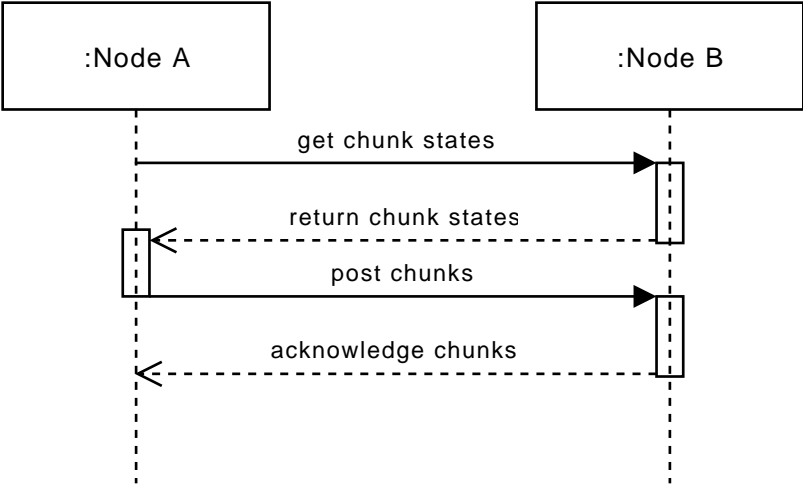 :Node A
:Node B
get chunk states
return chunk states
post chunks
acknowledge chunks